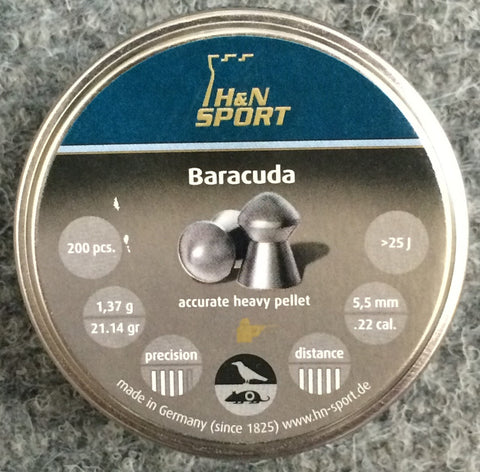 H&N
SPORT
Baracuda
200 pcs.
>25 J
accurate heavy pellet
1,37 g
21.14 gr
5,5 mm
.22 cal.
precision
distance
made in Germany (since 1825) www.hn-sport.de